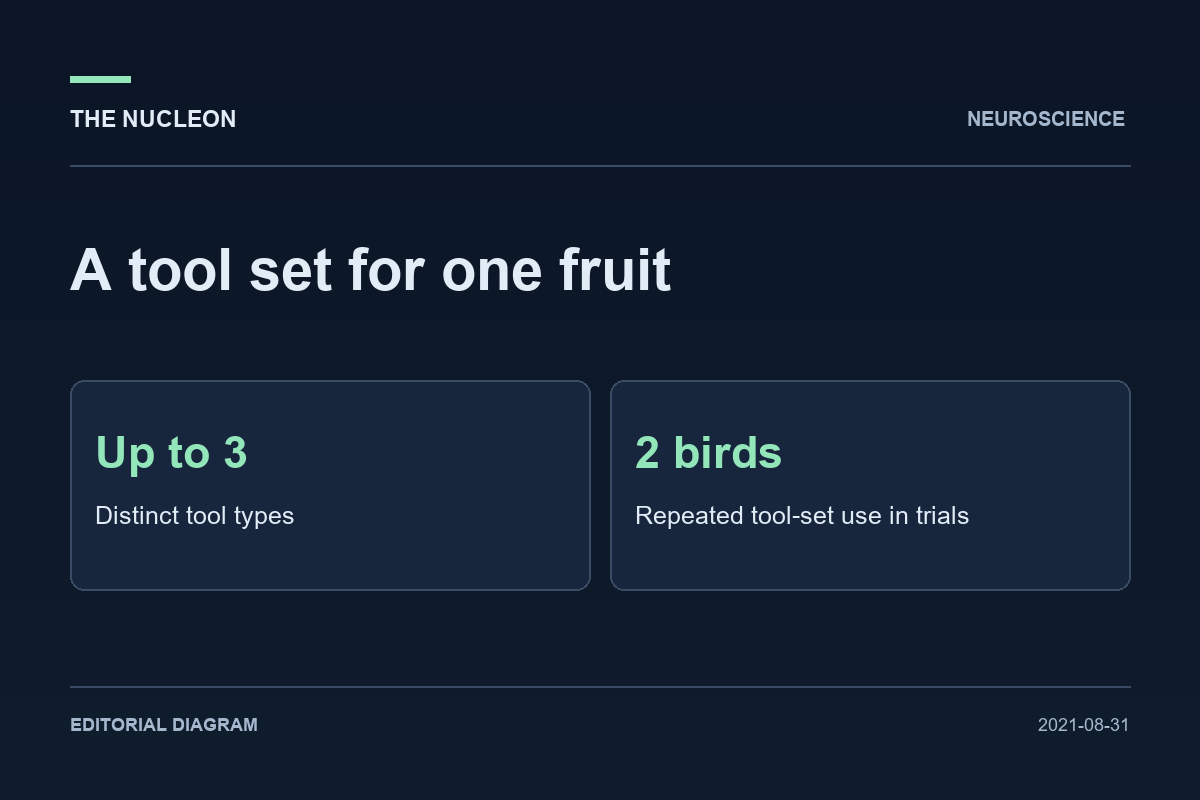 THE NUCLEON
NEUROSCIENCE
A tool set for one fruit
Up to 3
Distinct tool types
2 birds
Repeated tool-set use in trials
EDITORIAL DIAGRAM
2021-08-31